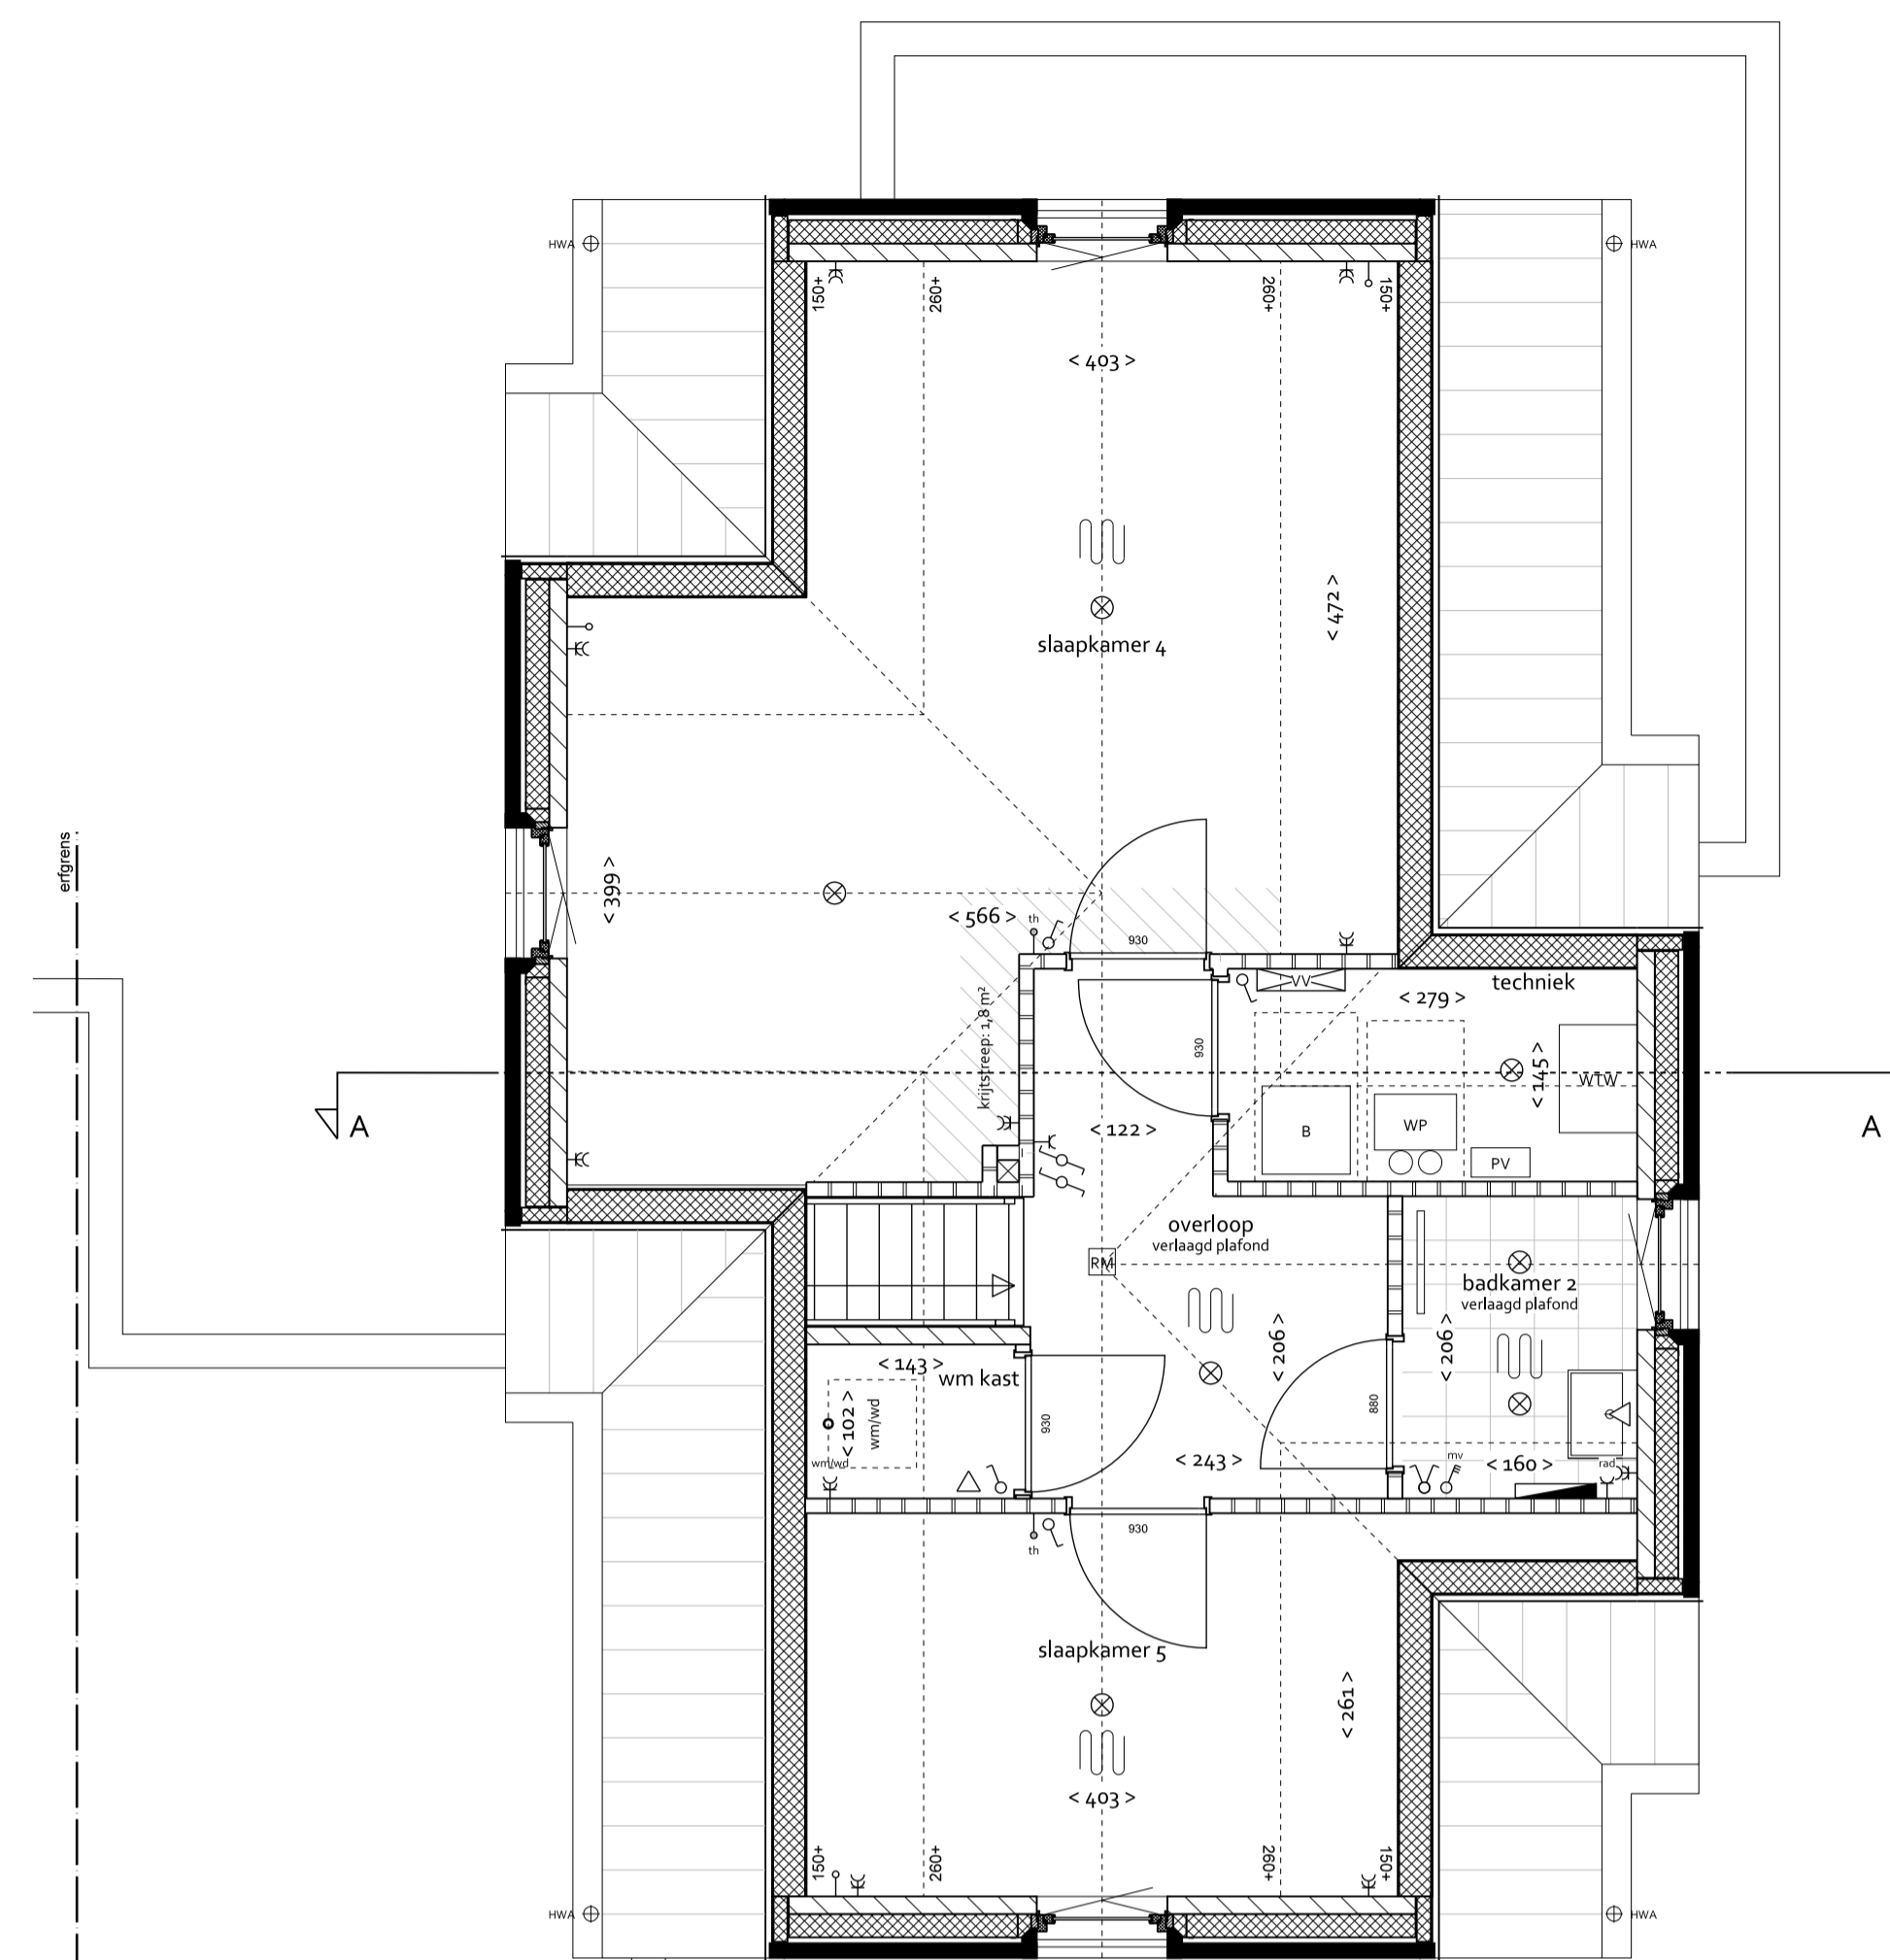 HWA
HWA
150+
260+
260+
150+
< 403 >
< 472 >
slaapkamer 4
erfgrens
< 399 >
< 566 >
th
930
krijtstreep: 1,8 m²
VV
techniek
< 279 >
930
< 145 >
WTW
A
A
< 122 >
B
WP
PV
overloop
verlaagd plafond
RM
badkamer 2
verlaagd plafond
< 206 >
< 206 >
< 143 >
wm kast
< 102 >
wm/wd
930
880
wm/wd
< 243 >
mv
< 160 >
rad
930
th
slaapkamer 5
< 261 >
< 403 >
150+
260+
260+
150+
HWA
HWA